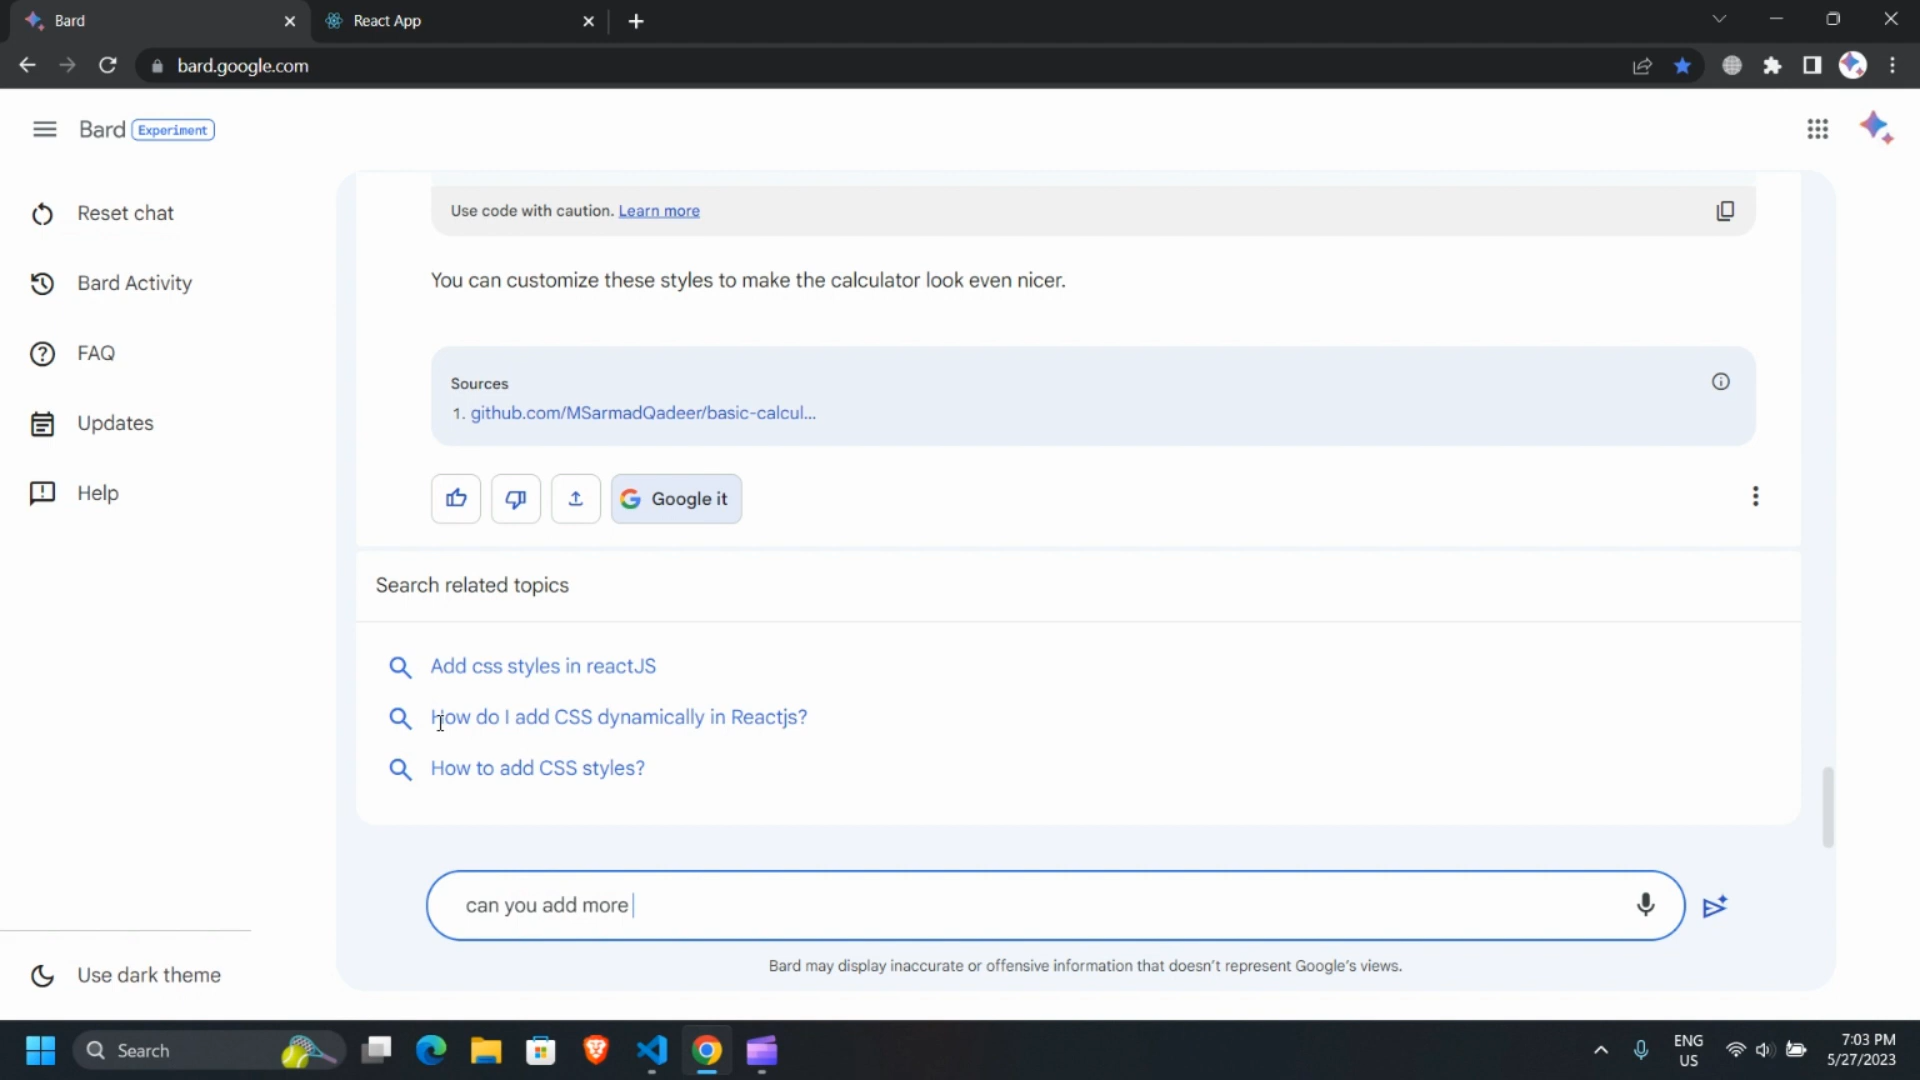 Bard
React App
bard.google.com
Bard Experiment
Reset chat
Bard Activity
FAQ
Updates
Help
Use dark theme
Use code with caution. Learn more
You can customize these styles to make the calculator look even nicer.
Sources
1. github.com/MSarmadQadeer/basic-calcul...
Google it
Search related topics
Add css styles in reactJS
How do I add CSS dynamically in Reactjs?
How to add CSS styles?
can you add more
Bard may display inaccurate or offensive information that doesn't represent Google's views.
Search
ENG
US
7:03 PM
5/27/2023